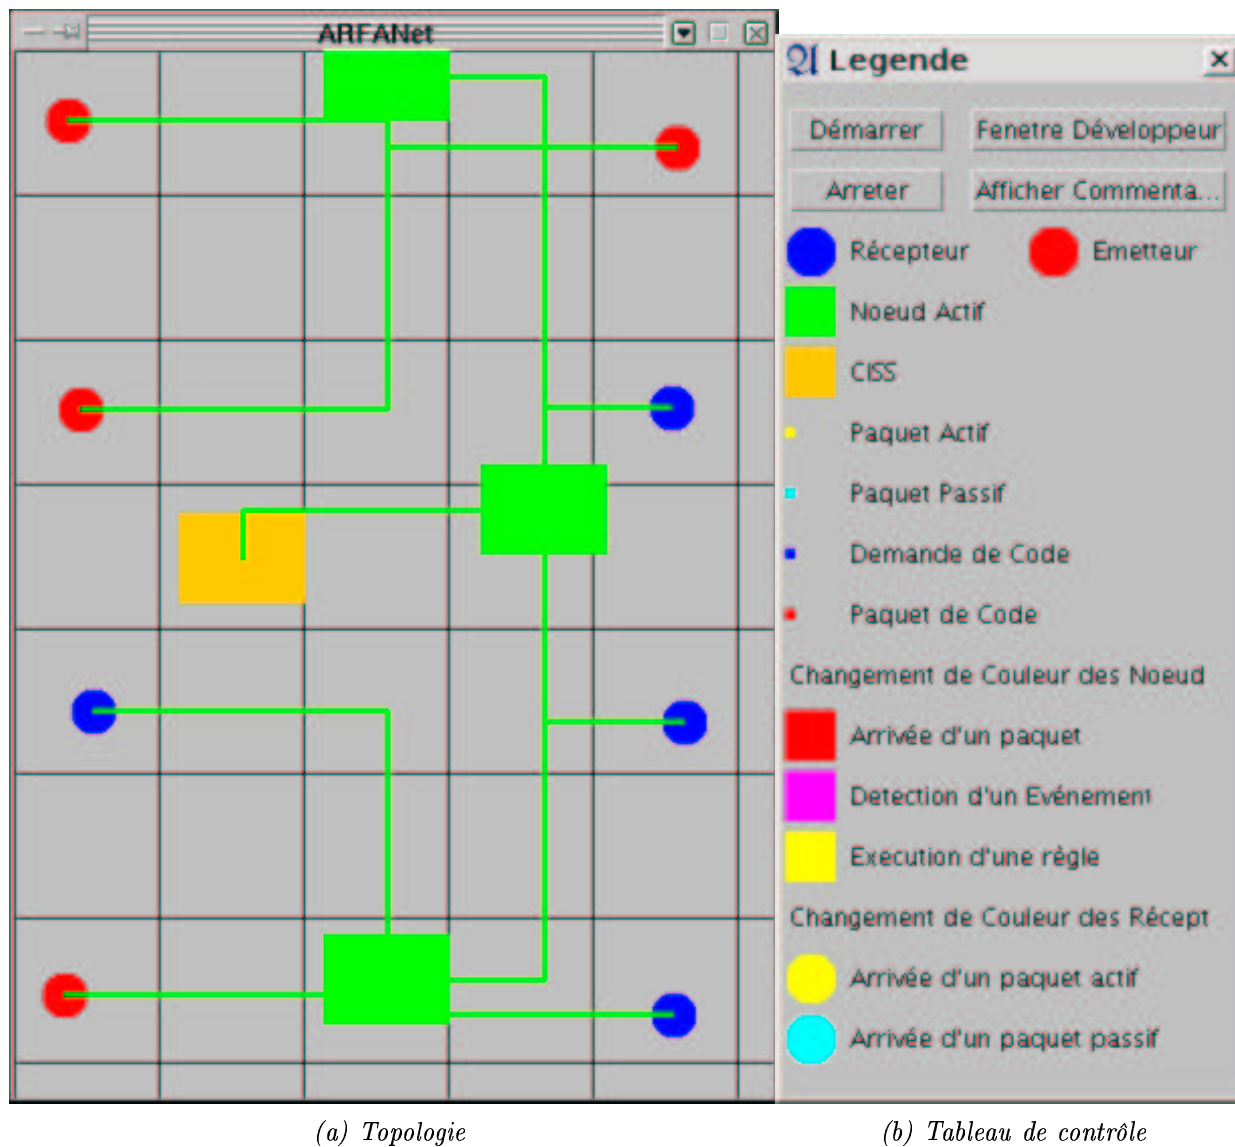 ARFANet
Legende
Démarrer
Fenetre Développeur
Arreter
Afficher Commenta...
Récepteur
Emetteur
Noeud Actif
CISS
Paquet Actif
Paquet Passif
Demande de Code
Paquet de Code
Changement de Couleur des Noeud
Arrivée d'un paquet
Detection d'un Evénement
Execution d'une règle
Changement de Couleur des Récept
Arrivée d'un paquet actif
Arrivée d'un paquet passif
(a) Topologie
(b) Tableau de contrôle